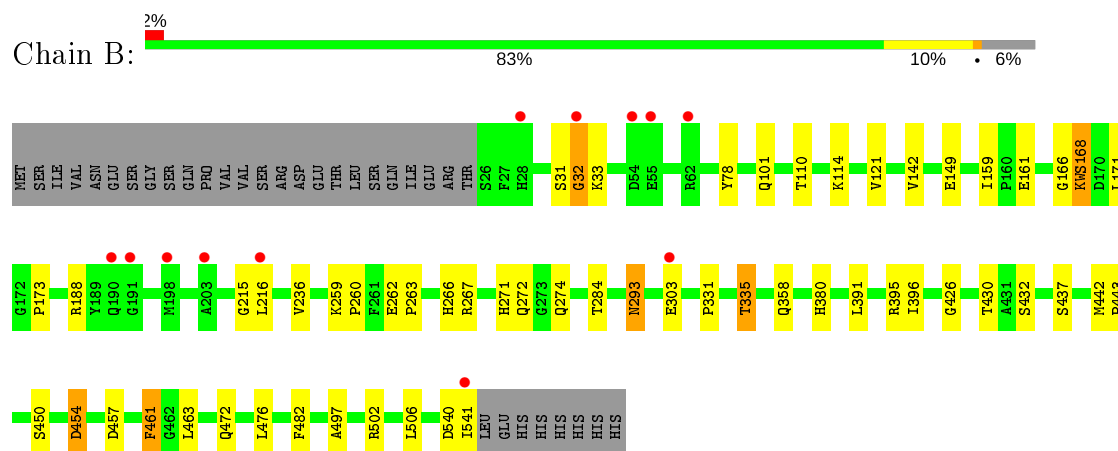 2%
Chain B:
83% 10% • 6%
MET SER ILE VAL ASN GLU SER GLY SER GLN PRO VAL VAL SER ARG ASP GLU THR LEU SER GLN ILE GLU ARG THR S26 F27 H28 S31 G32 K33 D54 E55 R62 Y78 Q101 T110 K114 V121 V142 E149 I159 P160 E161 G166 KWS168 D170 L171
G172 P173 R188 Y189 Q190 G191 M198 A203 G215 L216 V236 K259 P260 F261 E262 P263 H266 R267 H271 Q272 G273 Q274 T284 N293 E303 P331 T335 Q358 H380 L391 R395 I396 G426 T430 A431 S432 S437 M442
S450 D454 D457 F461 G462 L463 Q472 L476 F482 A497 R502 L506 D540 I541 LEU GLU HIS HIS HIS HIS HIS HIS